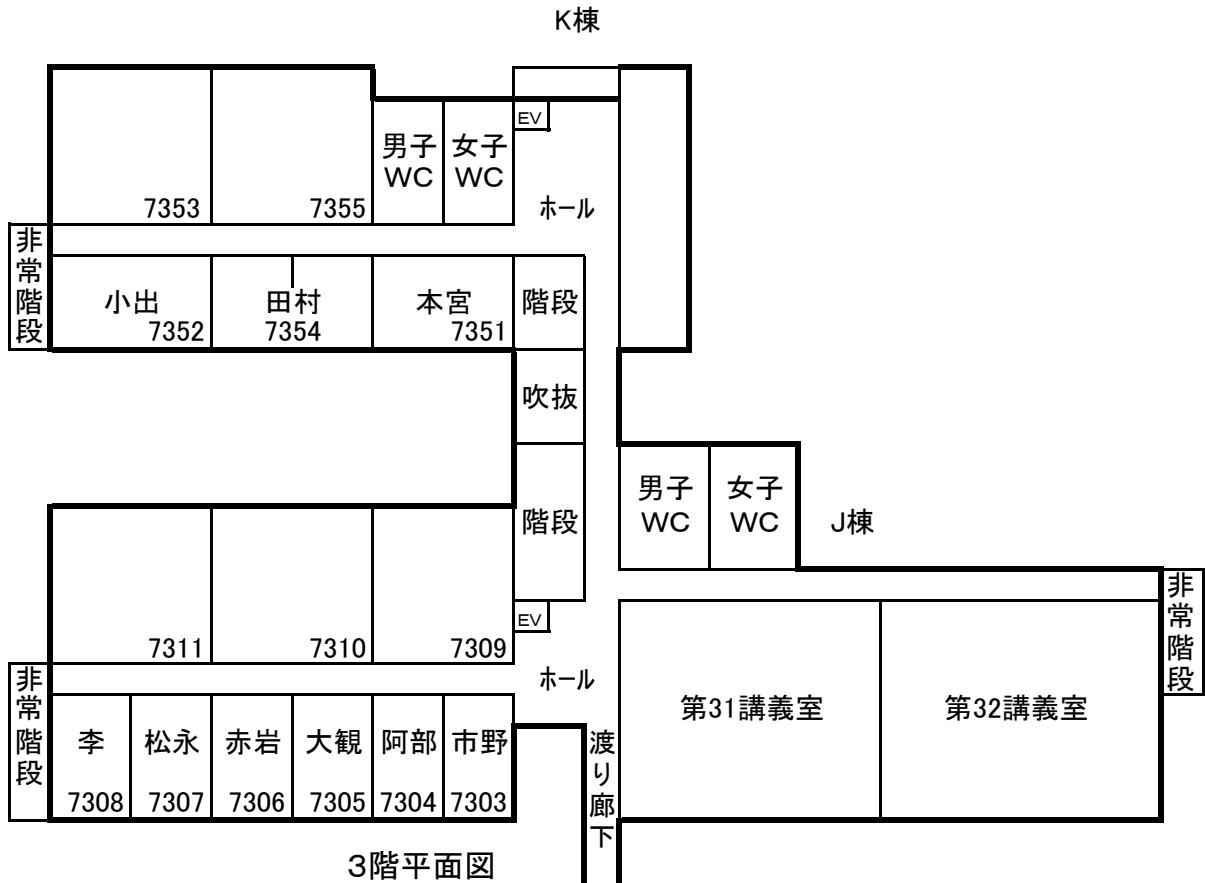 K棟
EV
男子
WC
女子
WC
7353
7355
ホール
非常階段
小出
7352
田村
7354
本宮
7351
階段
吹抜
男子
WC
女子
WC
J棟
階段
非常階段
EV
7311
7310
7309
ホール
非常階段
第31講義室
第32講義室
渡り廊下
李
7308
松永
7307
赤岩
7306
大観
7305
阿部
7304
市野
7303
3階平面図